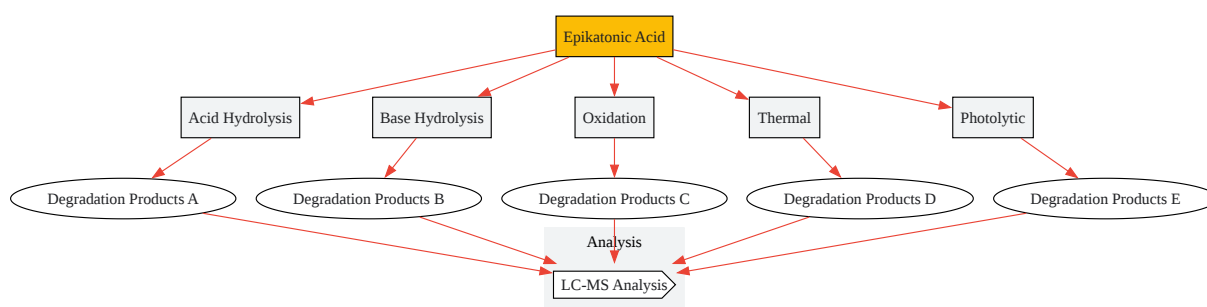 Epikatonic Acid
Acid Hydrolysis
Base Hydrolysis
Oxidation
Thermal
Photolytic
Degradation Products A
Degradation Products B
Degradation Products C
Degradation Products D
Degradation Products E
Analysis
LC-MS Analysis